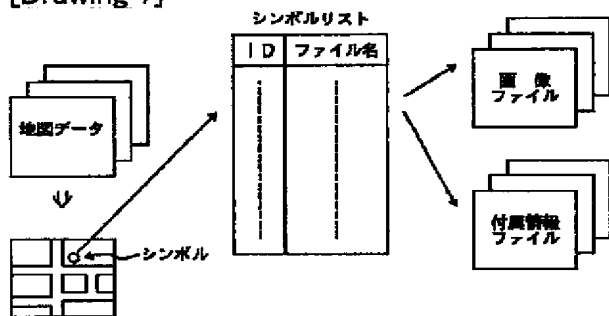 [Drawing 7]
シンボルリスト
ID ファイル名
地図データ
画像
ファイル
シンボル
付属情報
ファイル